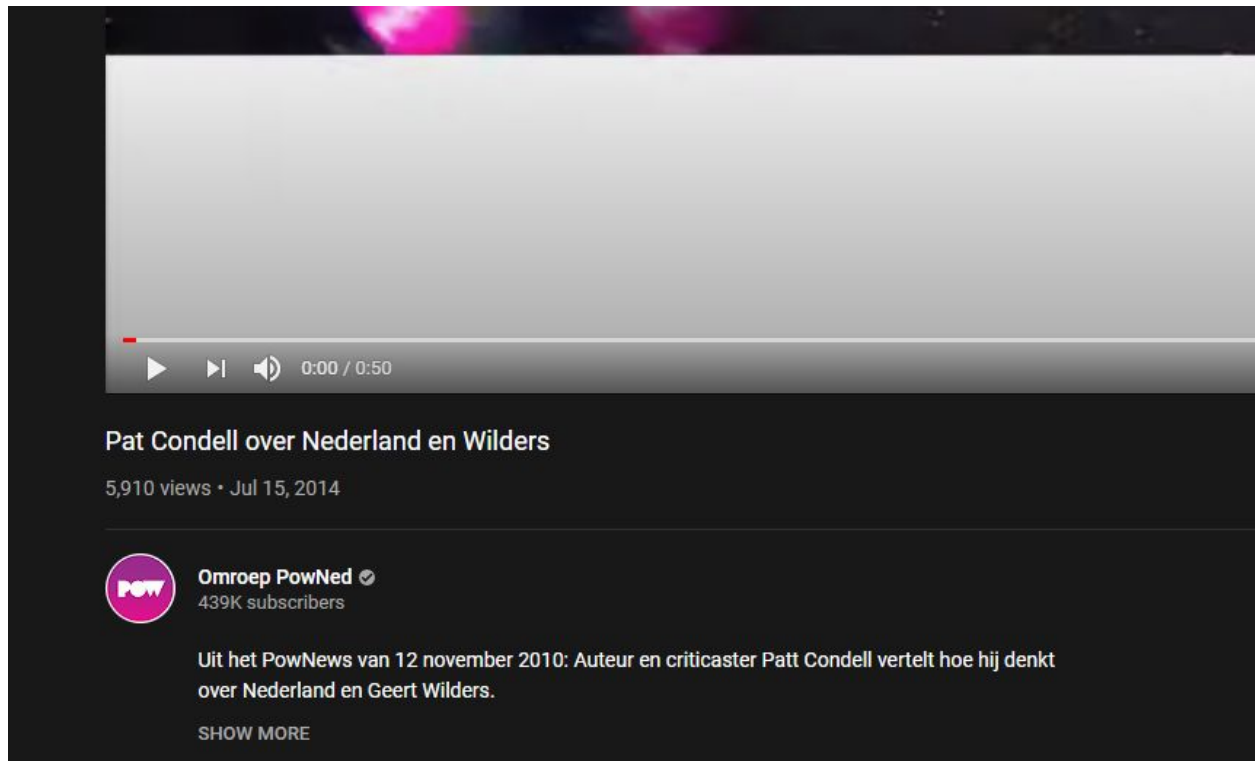 0:00 / 0:50
Pat Condell over Nederland en Wilders
5,910 views • Jul 15, 2014
POW
Omroep PowNed
439K subscribers
Uit het PowNews van 12 november 2010: Auteur en criticaster Patt Condell vertelt hoe hij denkt
over Nederland en Geert Wilders.
SHOW MORE